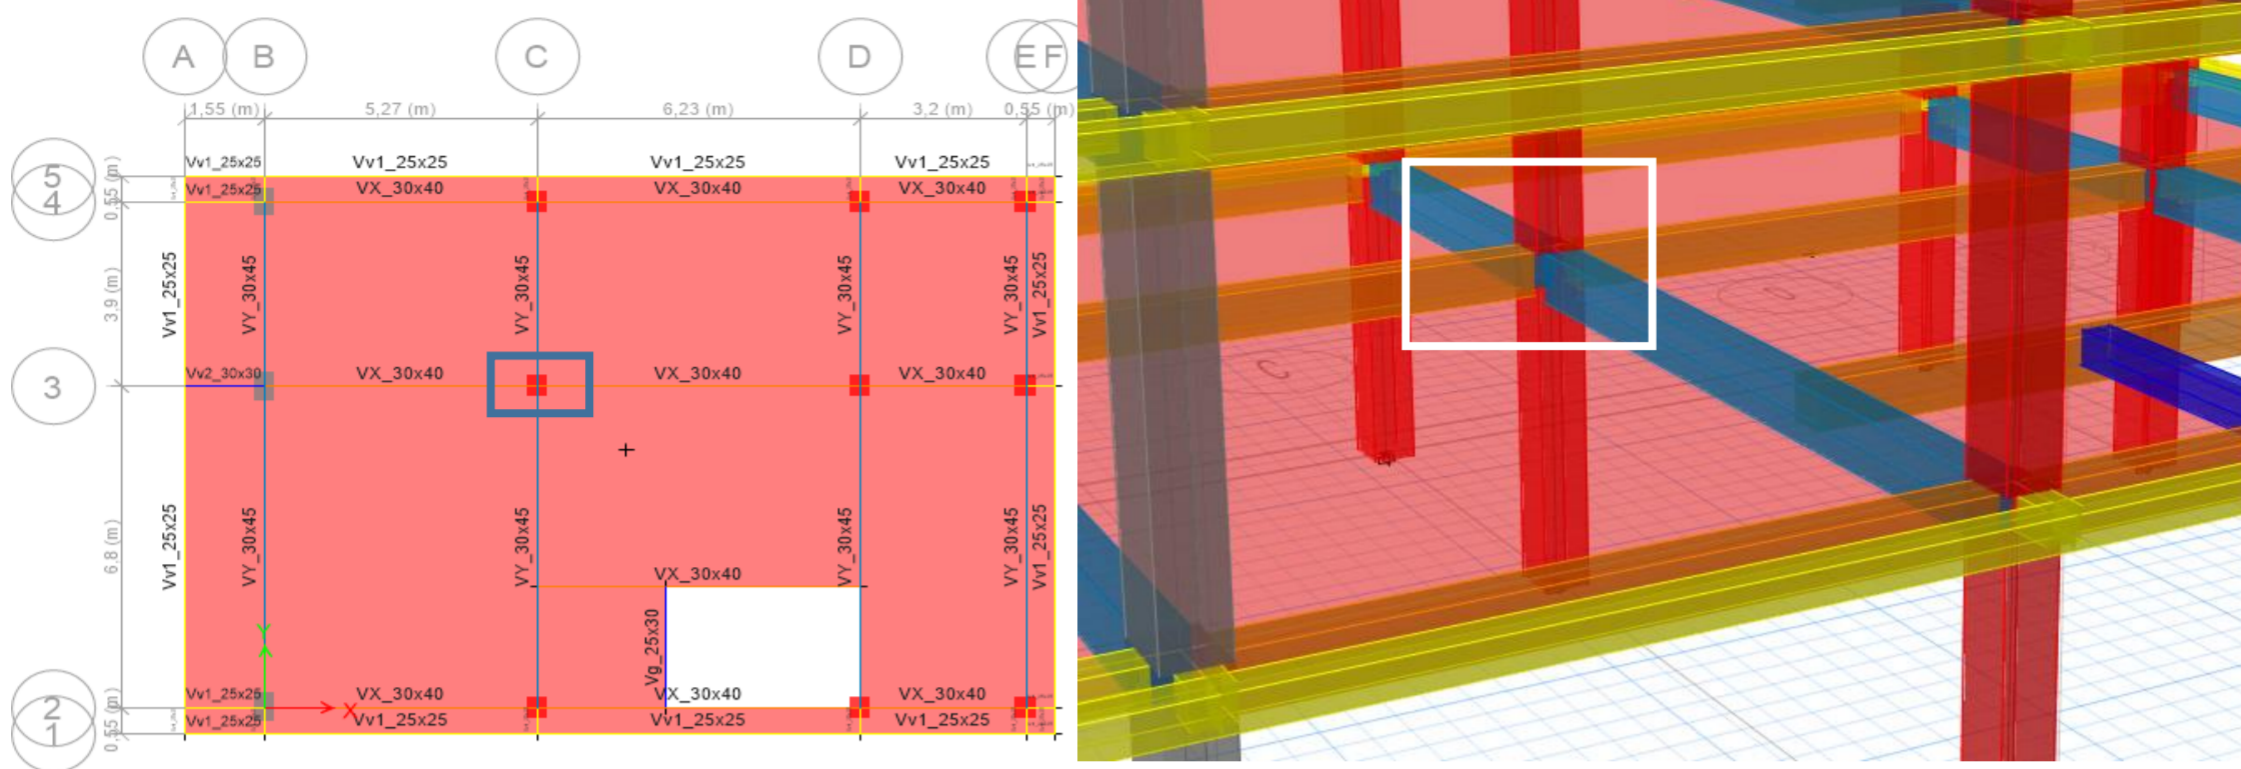 A B C D E F
1,55 (m) 5,27 (m) 6,23 (m) 3,2 (m) 0,55 (m)
Vv1_25x25 Vv1_25x25 Vv1_25x25 Vv1_25x25
5
Vv1_25x25 VX_30x40 VX_30x40 VX_30x40
4
0,55 (m)
Vv1_25x25 VY_30x45 VY_30x45 VY_30x45 VY_30x45 Vv1_25x25
3,9 (m)
Vv2_30x30 VX_30x40 VX_30x40 VX_30x40
3
Vv1_25x25 VY_30x45 VY_30x45 VY_30x45 VY_30x45 Vv1_25x25
6,8 (m)
VX_30x40
Vg_25x30
Y
Vv1_25x25 VX_30x40 VX_30x40 VX_30x40
2
X
Vv1_25x25 Vv1_25x25 Vv1_25x25 Vv1_25x25
1
0,55 (m)
C
D